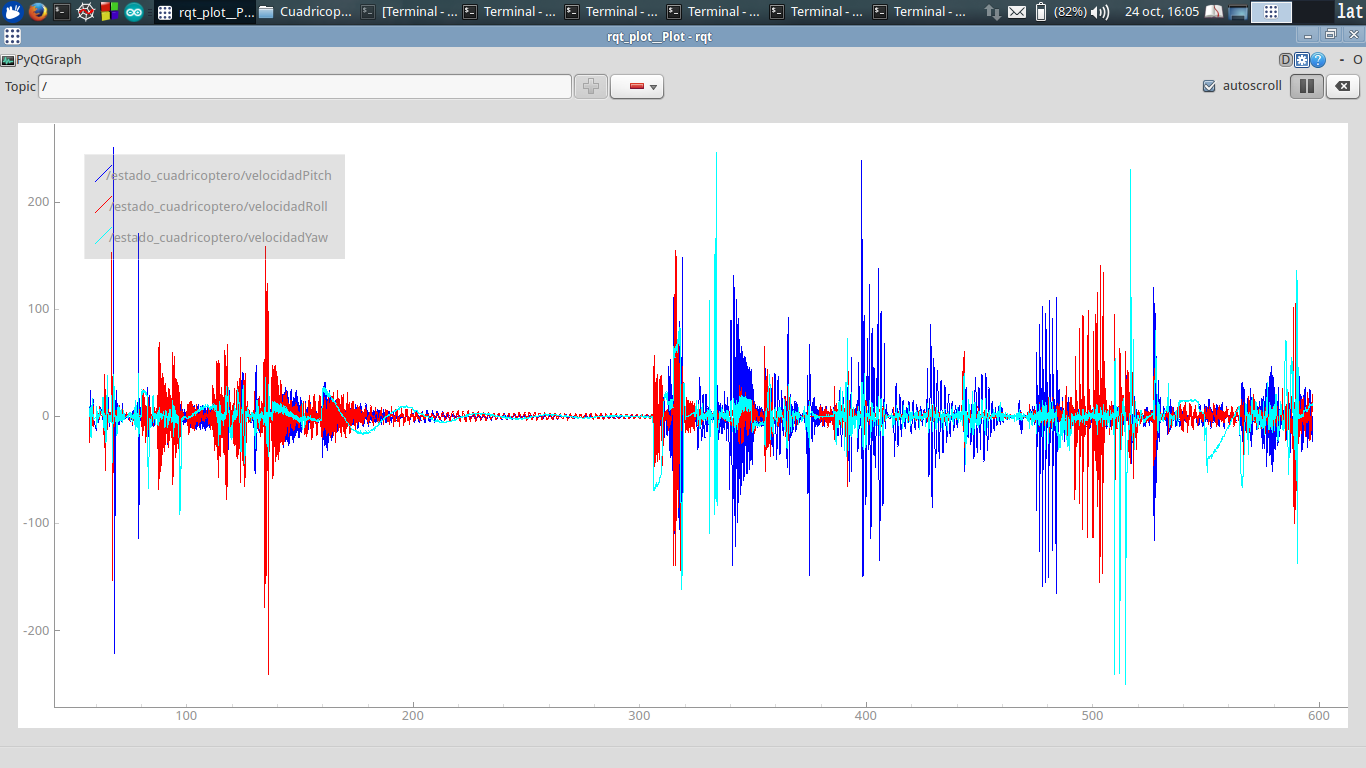 rqt_plot__P... Cuadricop... [Terminal - ... Terminal - ... Terminal - ... Terminal - ... Terminal - ... Terminal - ... (82%) 24 oct, 16:05 lat
rqt_plot__Plot - rqt
PyQtGraph D ? - O
Topic / autoscroll
/estado_cuadricoptero/velocidadPitch
/estado_cuadricoptero/velocidadRoll
/estado_cuadricoptero/velocidadYaw
200
100
0
-100
-200
100 200 300 400 500 600